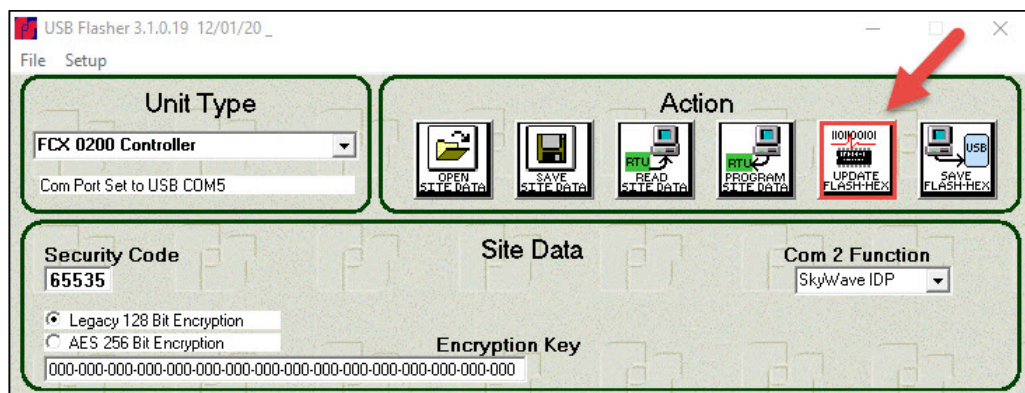 USB Flasher 3.1.0.19 12/01/20 _
File Setup
Unit Type
FCX 0200 Controller
Com Port Set to USB COM5
Action
OPEN
SITE DATA
SAVE
SITE DATA
RTU
READ
SITE DATA
RTU
PROGRAM
SITE DATA
UPDATE
FLASH-HEX
USB
SAVE
FLASH-HEX
Site Data
Security Code
65535
Com 2 Function
SkyWave IDP
Legacy 128 Bit Encryption
AES 256 Bit Encryption
Encryption Key
000-000-000-000-000-000-000-000-000-000-000-000-000-000-000-000